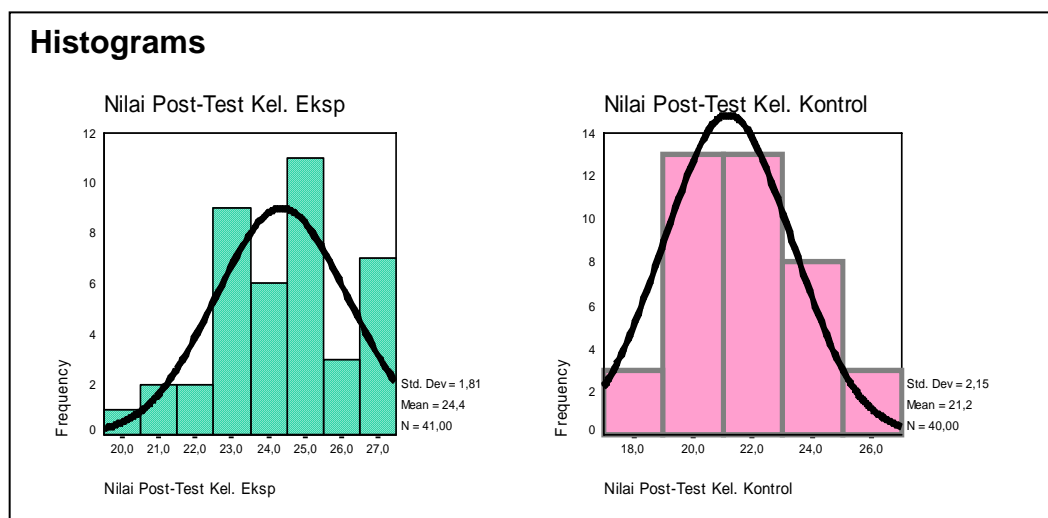 Histograms
Nilai Post-Test Kel. Eksp
12
10
8
6
4
2
0
Frequency
20,0 21,0 22,0 23,0 24,0 25,0 26,0 27,0
Std. Dev = 1,81
Mean = 24,4
N = 41,00
Nilai Post-Test Kel. Eksp
Nilai Post-Test Kel. Kontrol
14
12
10
8
6
4
2
0
Frequency
18,0 20,0 22,0 24,0 26,0
Std. Dev = 2,15
Mean = 21,2
N = 40,00
Nilai Post-Test Kel. Kontrol